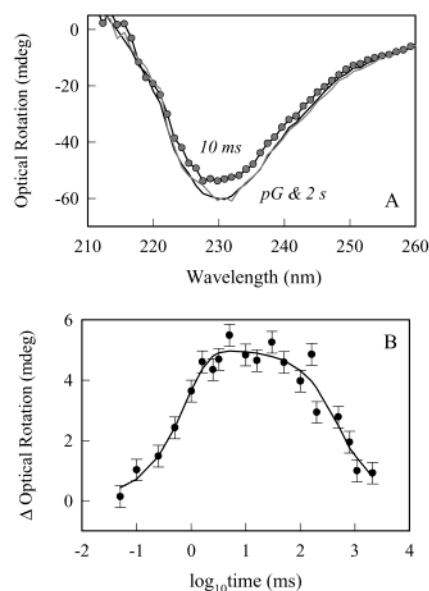 0
-20
-40
-60
Optical Rotation (mdeg)
10 ms
pG & 2 s
A
210 220 230 240 250 260
Wavelength (nm)
6
4
2
0
Δ Optical Rotation (mdeg)
B
-2 -1 0 1 2 3 4
log10time (ms)